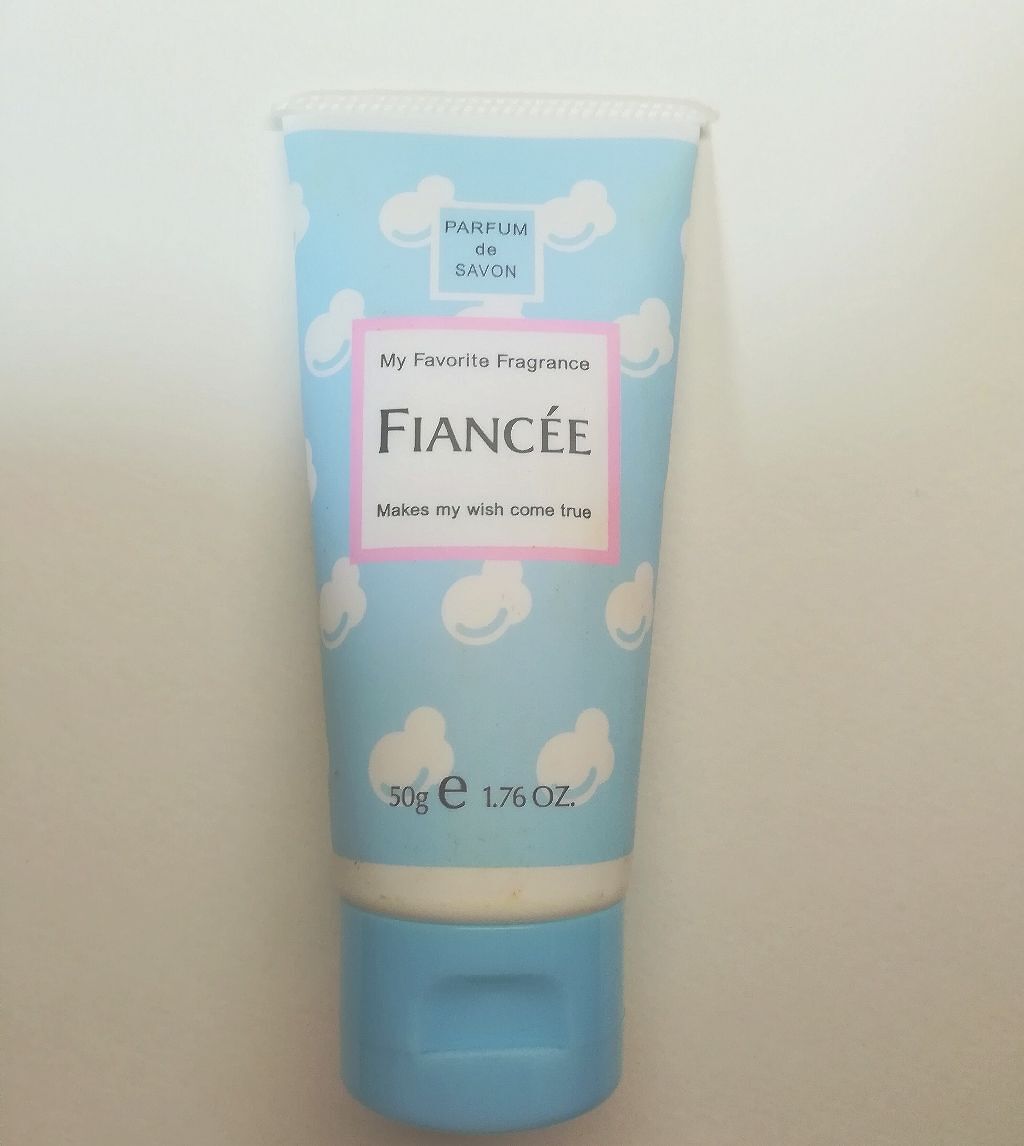 PARFUM
de
SAVON
My Favorite Fragrance
FIANCÉE
Makes my wish come true
50g e 1.76 OZ.